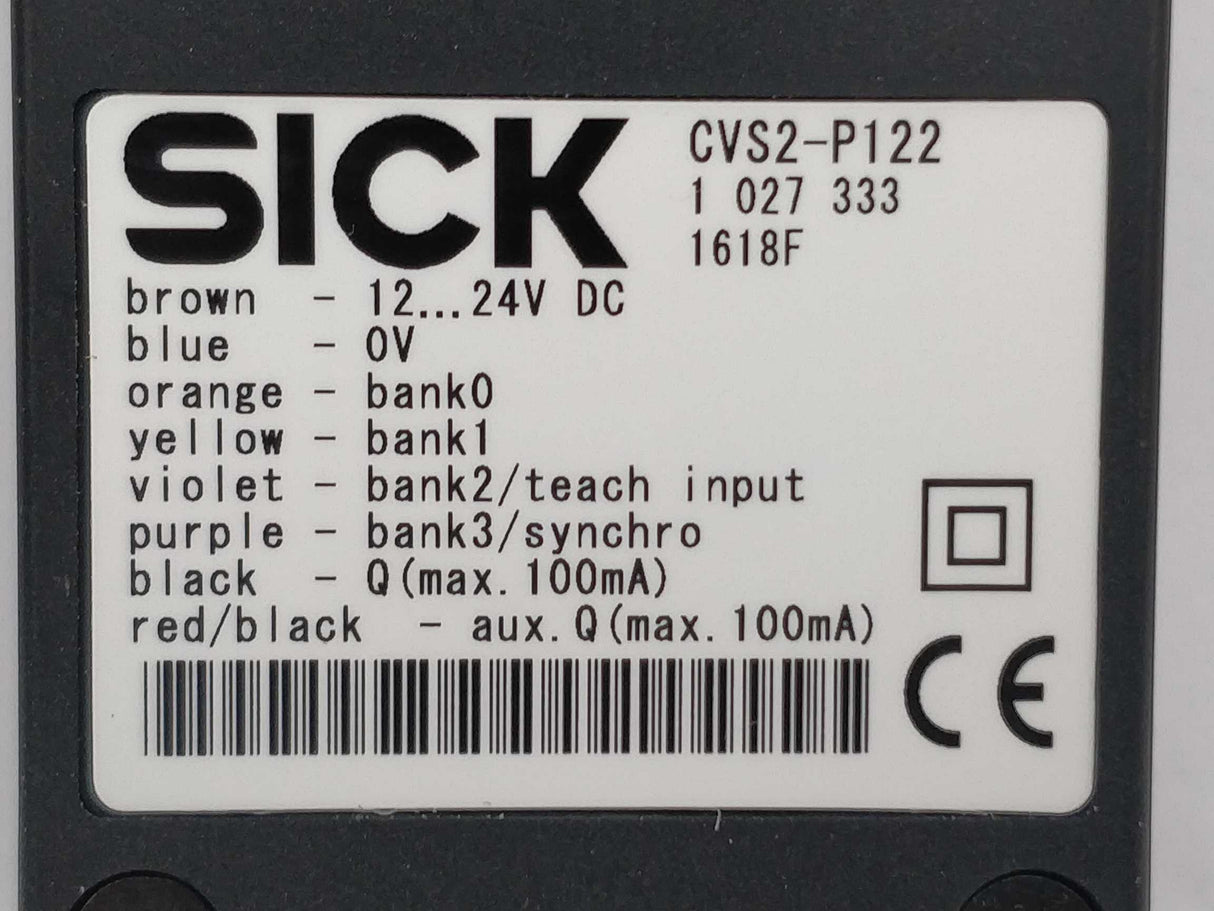 SICK
CVS2-P122
1 027 333
1618F
brown - 12...24V DC
blue - 0V
orange - bank0
yellow - bank1
violet - bank2/teach input
purple - bank3/synchro
black - Q(max.100mA)
red/black - aux.Q(max.100mA)
CE